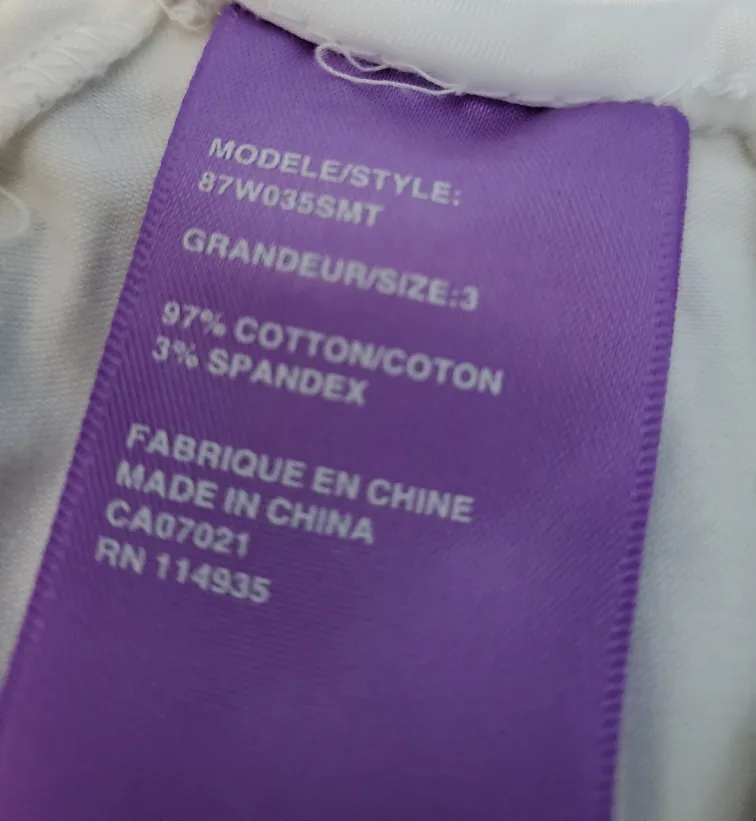 MODELE/STYLE:
87W035SMT
GRANDEUR/SIZE:3
97% COTTON/COTON
3% SPANDEX
FABRIQUE EN CHINE
MADE IN CHINA
CA07021
RN 114935